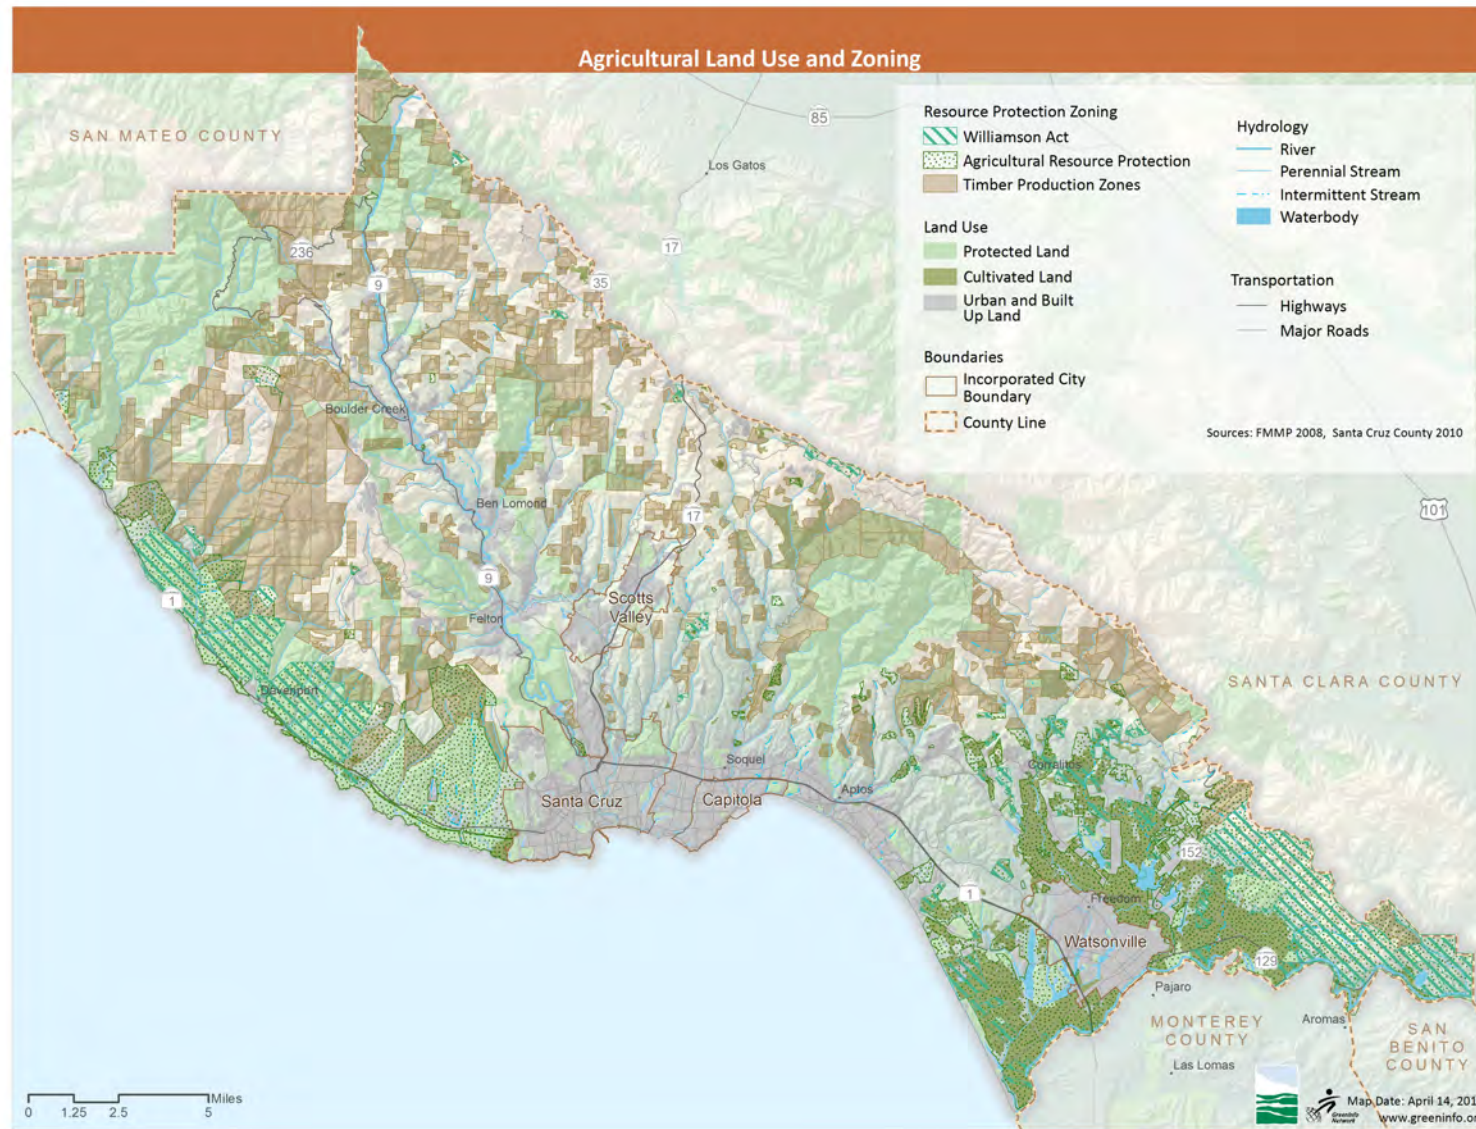 Agricultural Land Use and Zoning
SAN MATEO COUNTY
85
Los Gatos
17
236
9
35
Boulder Creek
Ben Lomond
17
9
1
Scotts
Valley
Felton
Davenport
Santa Cruz
Capitola
Soquel
Aptos
Corralitos
152
1
Freedom
Watsonville
129
Pajaro
Aromas
Las Lomas
101
SANTA CLARA COUNTY
MONTEREY
COUNTY
SAN
BENITO
COUNTY
Resource Protection Zoning
Williamson Act
Agricultural Resource Protection
Timber Production Zones
Land Use
Protected Land
Cultivated Land
Urban and Built
Up Land
Boundaries
Incorporated City
Boundary
County Line
Hydrology
River
Perennial Stream
Intermittent Stream
Waterbody
Transportation
Highways
Major Roads
Sources: FMMP 2008, Santa Cruz County 2010
Miles
0 1.25 2.5 5
GreenInfo
Network
Map Date: April 14, 201
www.greeninfo.or